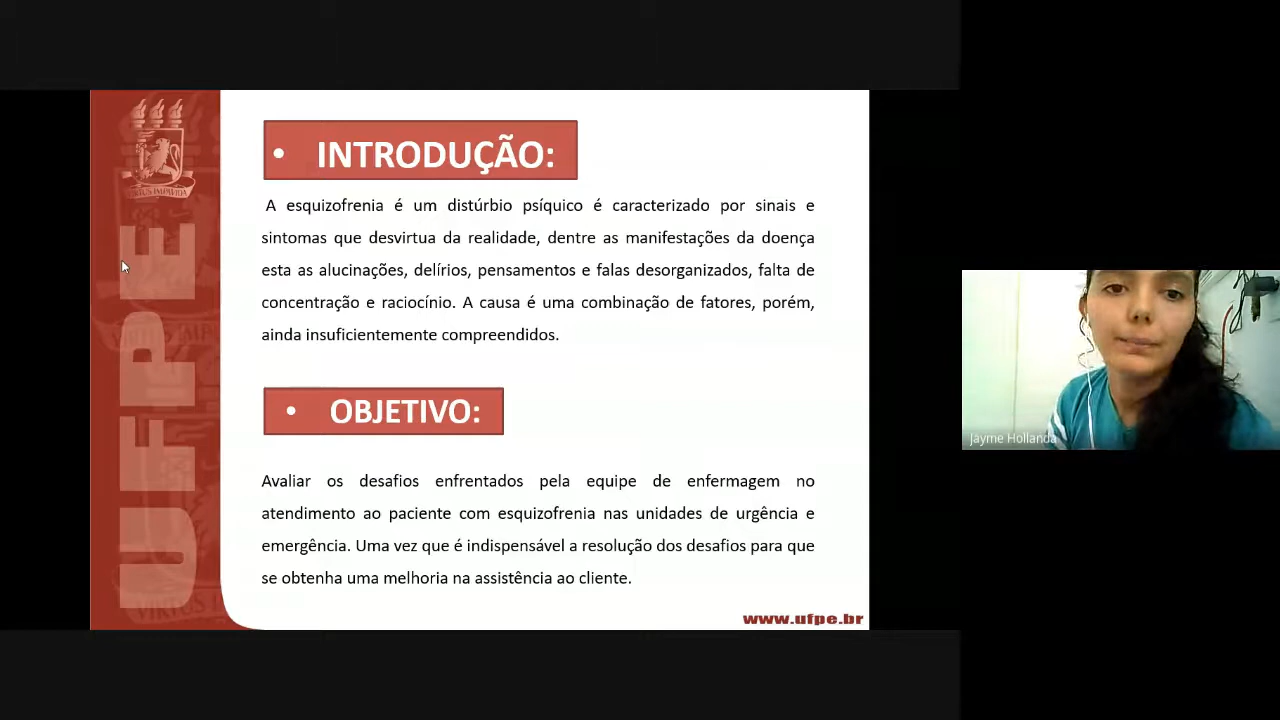 VIRTUS IMPAVIDA
UFPE
• INTRODUÇÃO:
A esquizofrenia é um distúrbio psíquico é caracterizado por sinais e
sintomas que desvirtua da realidade, dentre as manifestações da doença
esta as alucinações, delírios, pensamentos e falas desorganizados, falta de
concentração e raciocínio. A causa é uma combinação de fatores, porém,
ainda insuficientemente compreendidos.
• OBJETIVO:
Avaliar os desafios enfrentados pela equipe de enfermagem no
atendimento ao paciente com esquizofrenia nas unidades de urgência e
emergência. Uma vez que é indispensável a resolução dos desafios para que
se obtenha uma melhoria na assistência ao cliente.
www.ufpe.br
Jayme Hollanda